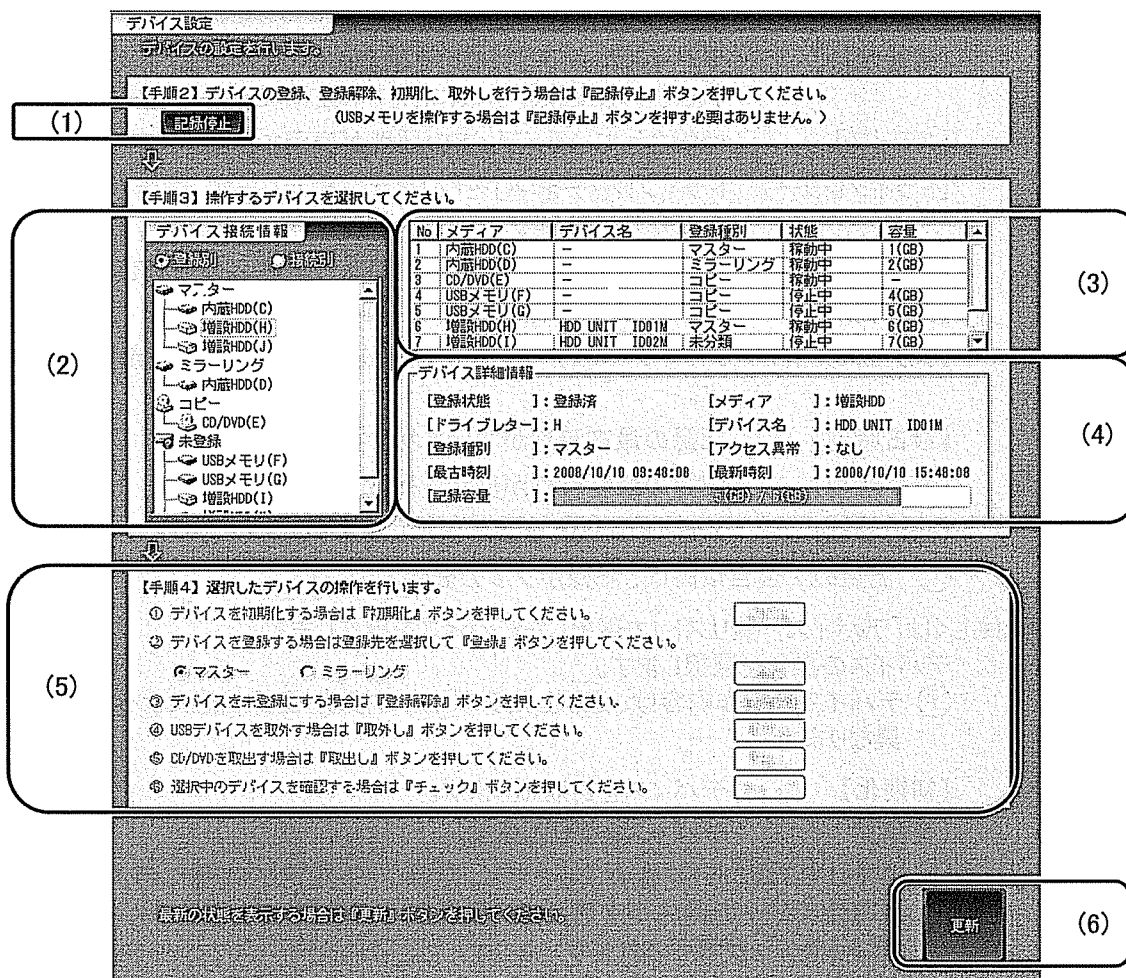 デバイス設定
デバイスの設定を行います。
【手順2】デバイスの登録、登録解除、初期化、取外しを行う場合は『記録停止』ボタンを押してください。
(1)
記録停止
(USBメモリを操作する場合は『記録停止』ボタンを押す必要はありません。)
【手順3】操作するデバイスを選択してください。
(2)
デバイス接続情報
登録別 接続別
マスター
内蔵HDD(C)
増設HDD(H)
増設HDD(J)
ミラーリング
内蔵HDD(D)
コピー
CD/DVD(E)
未登録
USBメモリ(F)
USBメモリ(G)
増設HDD(I)
(3)
No メディア デバイス名 登録種別 状態 容量
1 内蔵HDD(C) － マスター 稼動中 1(GB)
2 内蔵HDD(D) － ミラーリング 稼動中 2(GB)
3 CD/DVD(E) － コピー 稼動中 －
4 USBメモリ(F) － コピー 停止中 4(GB)
5 USBメモリ(G) － コピー 停止中 5(GB)
6 増設HDD(H) HDD UNIT ID01M マスター 稼動中 6(GB)
7 増設HDD(I) HDD UNIT ID02M 未分類 停止中 7(GB)
(4)
デバイス詳細情報
[登録状態 ]：登録済 [メディア ]：増設HDD
[ドライブレター]：H [デバイス名 ]：HDD UNIT ID01M
[登録種別 ]：マスター [アクセス異常 ]：なし
[最古時刻 ]：2008/10/10 09:48:08 [最新時刻 ]：2008/10/10 15:48:08
[記録容量 ]：5(GB) / 6(GB)
(5)
【手順4】選択したデバイスの操作を行います。
① デバイスを初期化する場合は『初期化』ボタンを押してください。
② デバイスを登録する場合は登録先を選択して『登録』ボタンを押してください。
マスター ミラーリング
③ デバイスを未登録にする場合は『登録解除』ボタンを押してください。
④ USBデバイスを取外す場合は『取外し』ボタンを押してください。
⑤ CD/DVDを取出す場合は『取出し』ボタンを押してください。
⑥ 選択中のデバイスを確認する場合は『チェック』ボタンを押してください。
最新の状態を表示する場合は『更新』ボタンを押してください。
更新
(6)